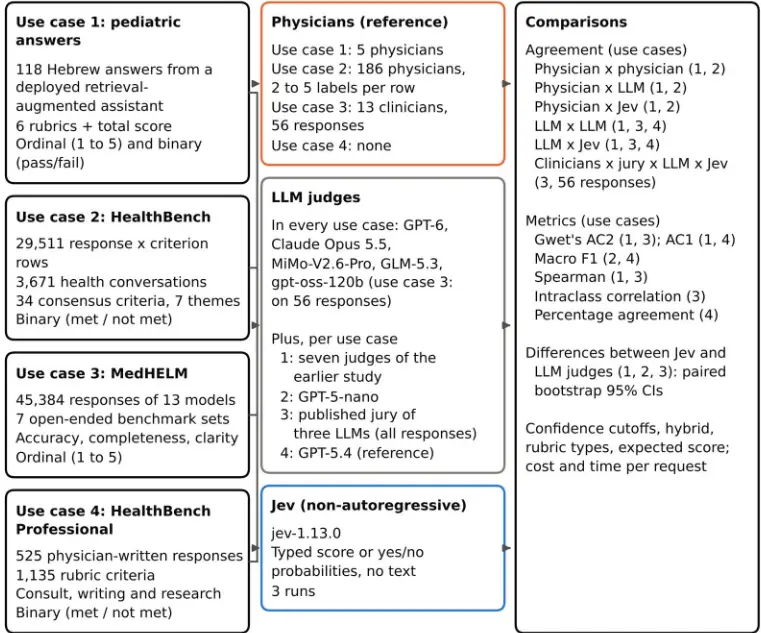 Use case 1: pediatric
answers
118 Hebrew answers from a
deployed retrieval-
augmented assistant
6 rubrics + total score
Ordinal (1 to 5) and binary
(pass/fail)
Use case 2: HealthBench
29,511 response x criterion
rows
3,671 health conversations
34 consensus criteria, 7 themes
Binary (met / not met)
Use case 3: MedHELM
45,384 responses of 13 models
7 open-ended benchmark sets
Accuracy, completeness, clarity
Ordinal (1 to 5)
Use case 4: HealthBench
Professional
525 physician-written responses
1,135 rubric criteria
Consult, writing and research
Binary (met / not met)
Physicians (reference)
Use case 1: 5 physicians
Use case 2: 186 physicians,
2 to 5 labels per row
Use case 3: 13 clinicians,
56 responses
Use case 4: none
LLM judges
In every use case: GPT-6,
Claude Opus 5.5,
MiMo-V2.6-Pro, GLM-5.3,
gpt-oss-120b (use case 3:
on 56 responses)
Plus, per use case
1: seven judges of the
earlier study
2: GPT-5-nano
3: published jury of
three LLMs (all responses)
4: GPT-5.4 (reference)
Jev (non-autoregressive)
jev-1.13.0
Typed score or yes/no
probabilities, no text
3 runs
Comparisons
Agreement (use cases)
Physician x physician (1, 2)
Physician x LLM (1, 2)
Physician x Jev (1, 2)
LLM x LLM (1, 3, 4)
LLM x Jev (1, 3, 4)
Clinicians x jury x LLM x Jev
(3, 56 responses)
Metrics (use cases)
Gwet's AC2 (1, 3); AC1 (1, 4)
Macro F1 (2, 4)
Spearman (1, 3)
Intraclass correlation (3)
Percentage agreement (4)
Differences between Jev and
LLM judges (1, 2, 3): paired
bootstrap 95% CIs
Confidence cutoffs, hybrid,
rubric types, expected score;
cost and time per request